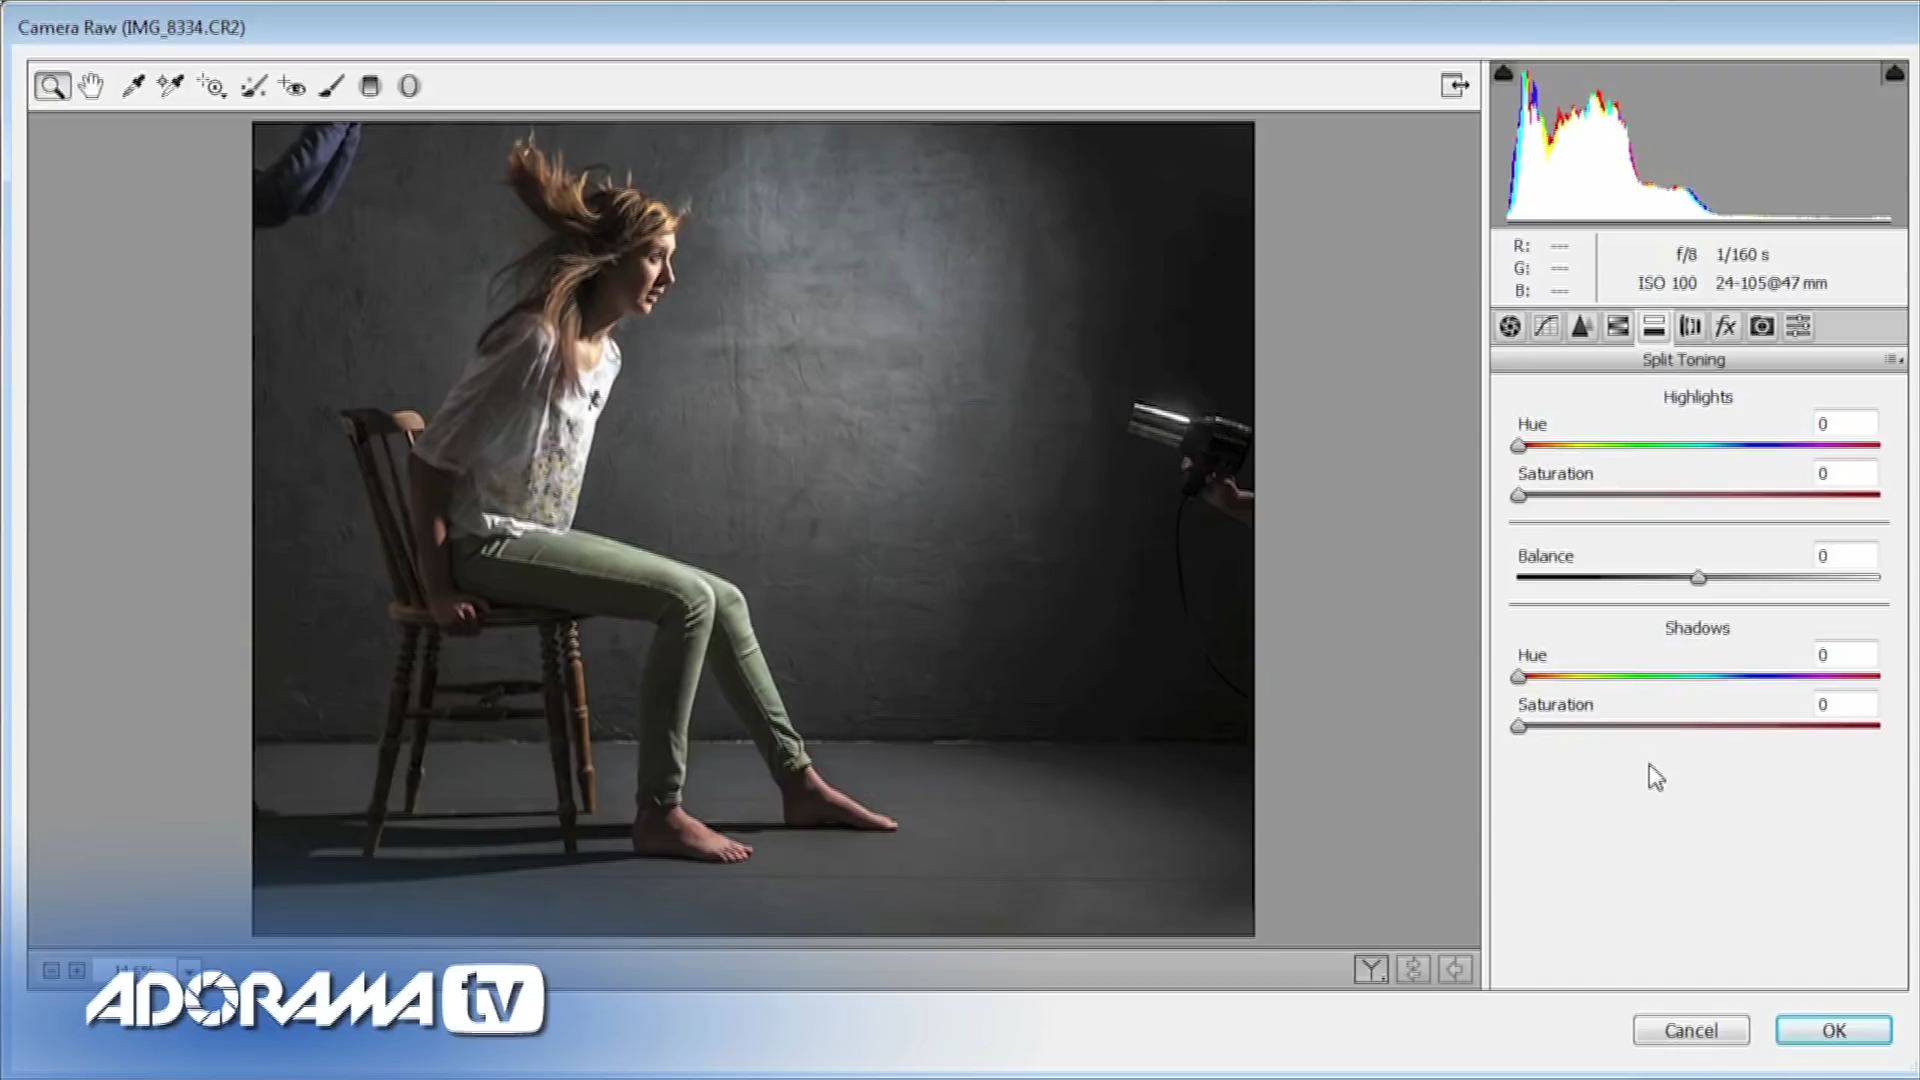 Camera Raw (IMG_8334.CR2)
R: ---
G: ---
B: ---
f/8 1/160 s
ISO 100 24-105@47 mm
fx
Split Toning
Highlights
Hue 0
Saturation 0
Balance 0
Shadows
Hue 0
Saturation 0
Y
ADORAMA tv
Cancel OK